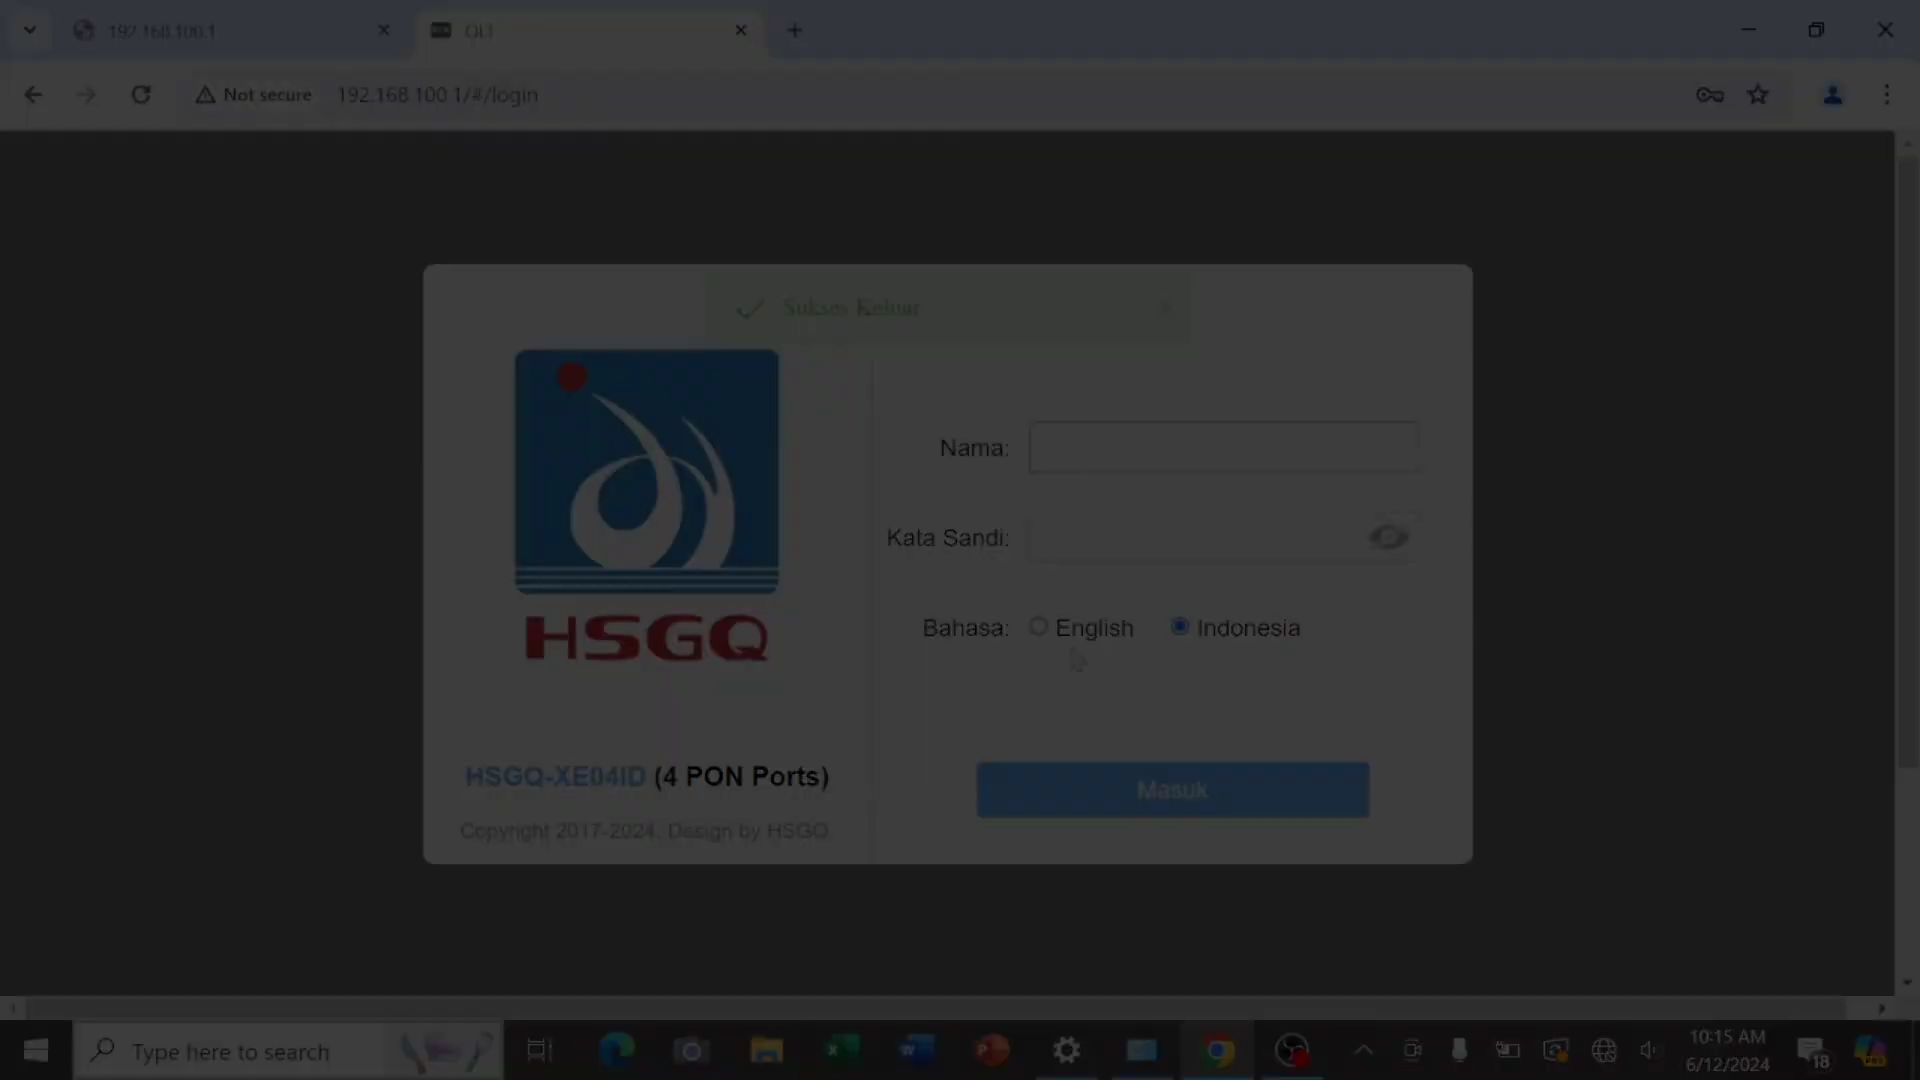 192.168.100.1
OLT
Not secure
192.168.100.1/#/login
Sukses Keluar
Nama:
Kata Sandi:
Bahasa:
English
Indonesia
HSGQ
HSGQ-XE04ID (4 PON Ports)
Masuk
Copyright 2017-2024. Design by HSGQ.
Type here to search
10:15 AM
6/12/2024
18